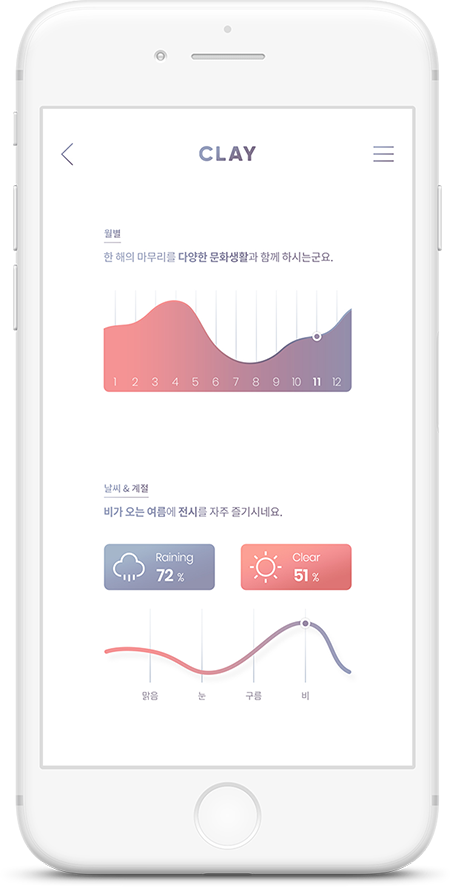 CLAY
월별
한 해의 마무리를 다양한 문화생활과 함께 하시는군요.
1 2 3 4 5 6 7 8 9 10 11 12
날씨 & 계절
비가 오는 여름에 전시를 자주 즐기시네요.
Raining
72 %
Clear
51 %
맑음 눈 구름 비